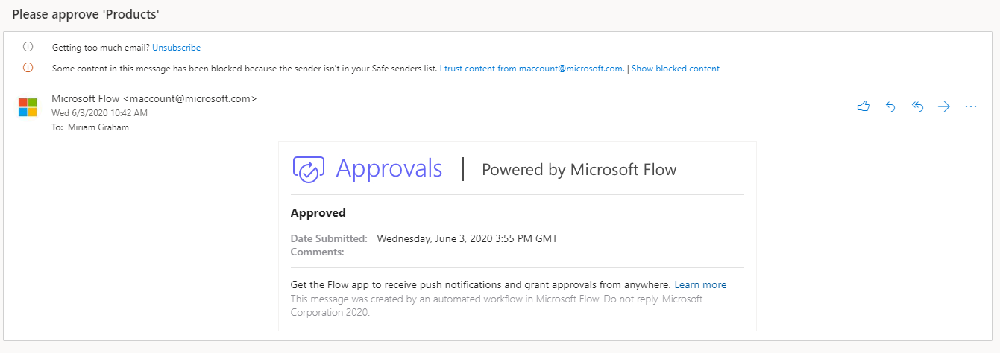 Please approve 'Products'
Getting too much email? Unsubscribe
Some content in this message has been blocked because the sender isn't in your Safe senders list. I trust content from maccount@microsoft.com. | Show blocked content
Microsoft Flow <maccount@microsoft.com>
Wed 6/3/2020 10:42 AM
To: Miriam Graham
Approvals | Powered by Microsoft Flow
Approved
Date Submitted: Wednesday, June 3, 2020 3:55 PM GMT
Comments:
Get the Flow app to receive push notifications and grant approvals from anywhere. Learn more
This message was created by an automated workflow in Microsoft Flow. Do not reply. Microsoft
Corporation 2020.